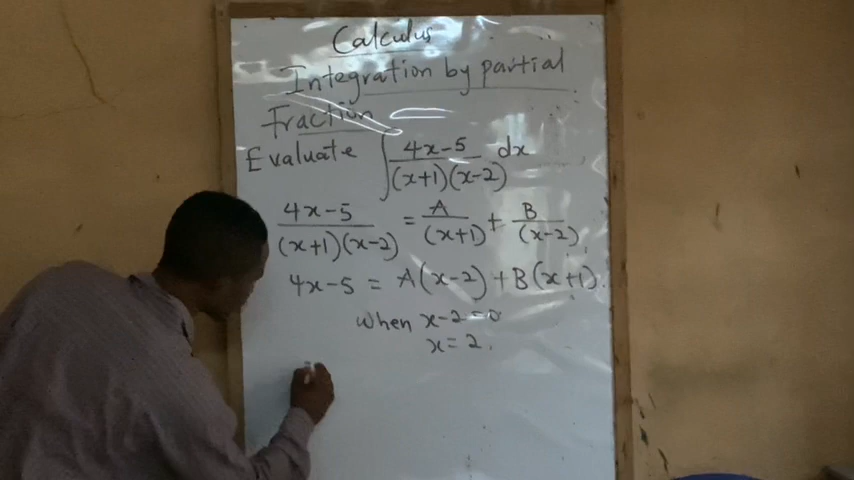 Calculus
Integration by partial
Fraction
Evaluate ∫ (4x-5)/((x+1)(x-2)) dx
(4x-5)/((x+1)(x-2)) = A/(x+1) + B/(x-2)
4x-5 = A(x-2) + B(x+1).
when x-2=0
x=2.